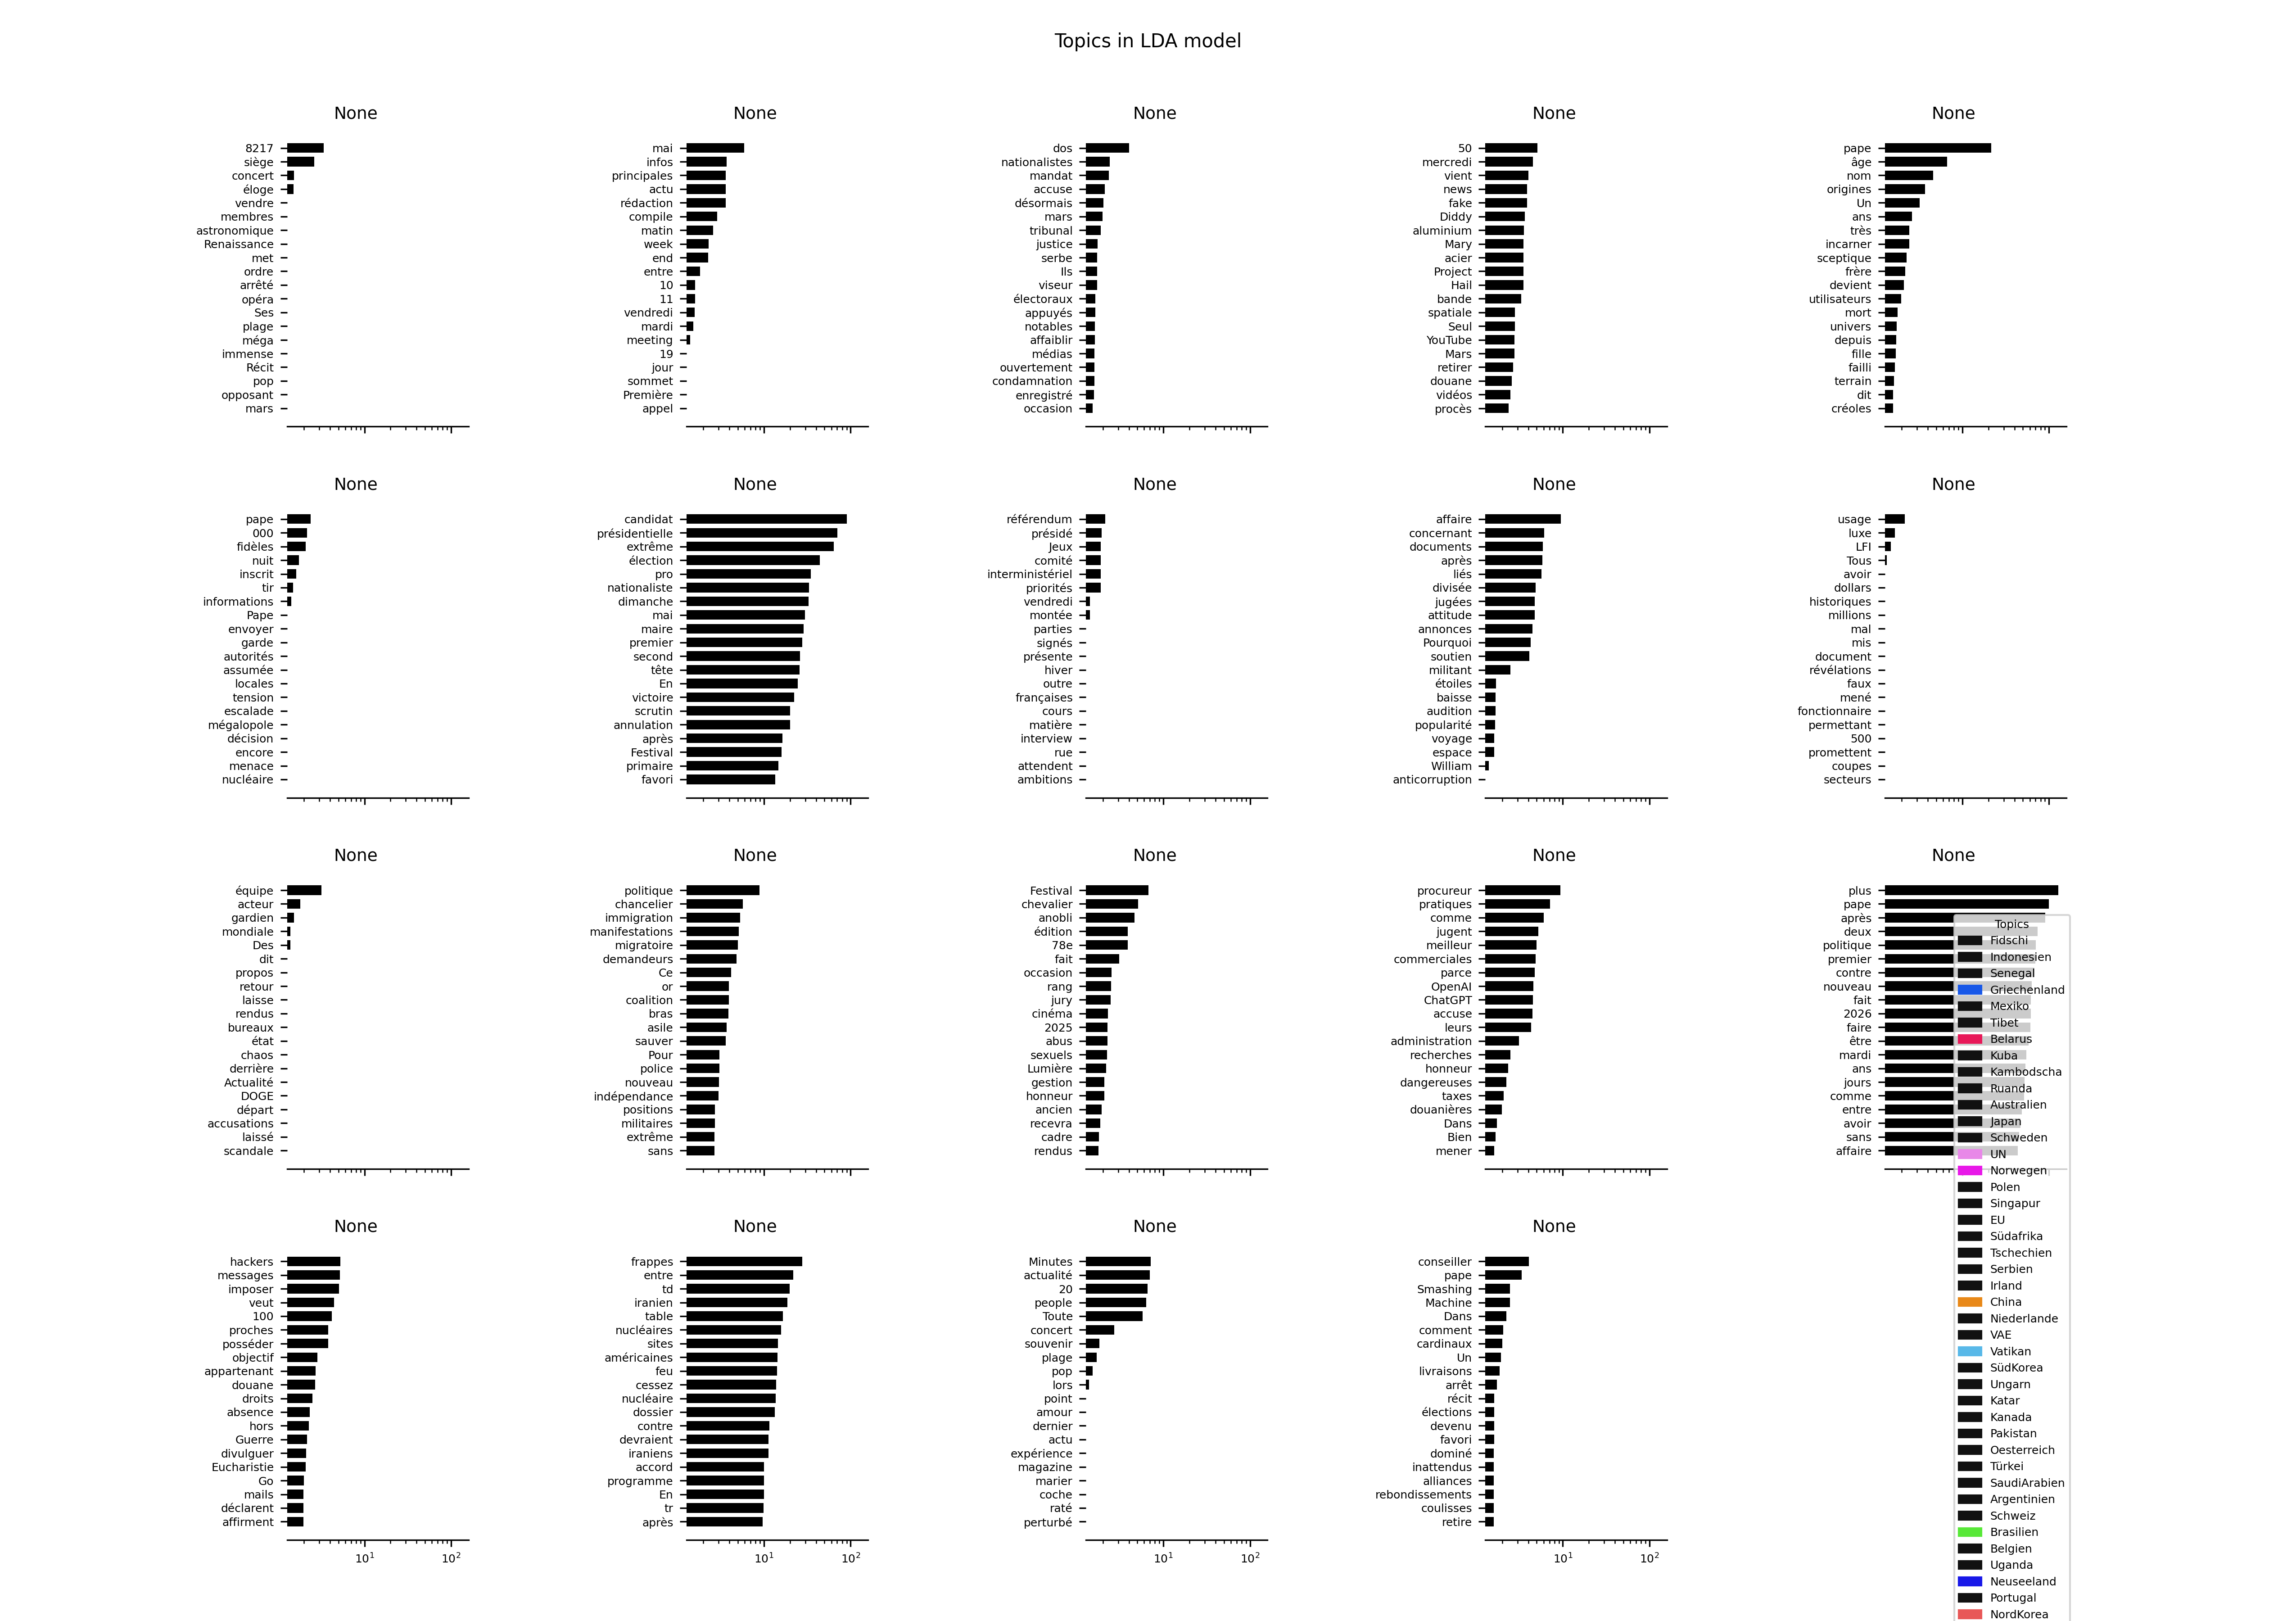 Topics in LDA model
None
8217
siège
concert
éloge
vendre
membres
astronomique
Renaissance
met
ordre
arrêté
opéra
Ses
plage
méga
immense
Récit
pop
opposant
mars
None
mai
infos
principales
actu
rédaction
compile
matin
week
end
entre
10
11
vendredi
mardi
meeting
19
jour
sommet
Première
appel
None
dos
nationalistes
mandat
accuse
désormais
mars
tribunal
justice
serbe
Ils
viseur
électoraux
appuyés
notables
affaiblir
médias
ouvertement
condamnation
enregistré
occasion
None
50
mercredi
vient
news
fake
Diddy
aluminium
Mary
acier
Project
Hail
bande
spatiale
Seul
YouTube
Mars
retirer
douane
vidéos
procès
None
pape
âge
nom
origines
Un
ans
très
incarner
sceptique
frère
devient
utilisateurs
mort
univers
depuis
fille
failli
terrain
dit
créoles
None
pape
000
fidèles
nuit
inscrit
tir
informations
Pape
envoyer
garde
autorités
assumée
locales
tension
escalade
mégalopole
décision
encore
menace
nucléaire
None
candidat
présidentielle
extrême
élection
pro
nationaliste
dimanche
mai
maire
premier
second
tête
En
victoire
scrutin
annulation
après
Festival
primaire
favori
None
référendum
présidé
Jeux
comité
interministériel
priorités
vendredi
montée
parties
signés
présente
hiver
outre
françaises
cours
matière
interview
rue
attendent
ambitions
None
affaire
concernant
documents
après
liés
divisée
jugées
attitude
annonces
Pourquoi
soutien
militant
étoiles
baisse
audition
popularité
voyage
espace
William
anticorruption
None
usage
luxe
LFI
Tous
avoir
dollars
historiques
millions
mal
mis
document
révélations
faux
mené
fonctionnaire
permettant
500
promettent
coupes
secteurs
None
équipe
acteur
gardien
mondiale
Des
dit
propos
retour
laisse
rendus
bureaux
état
chaos
derrière
Actualité
DOGE
départ
accusations
laissé
scandale
None
politique
chancelier
immigration
manifestations
migratoire
demandeurs
Ce
or
coalition
bras
asile
sauver
Pour
police
nouveau
indépendance
positions
militaires
extrême
sans
None
Festival
chevalier
anobli
édition
78e
fait
occasion
rang
jury
cinéma
2025
abus
sexuels
Lumière
gestion
honneur
ancien
recevra
cadre
rendus
None
procureur
pratiques
comme
jugent
meilleur
commerciales
parce
OpenAI
ChatGPT
accuse
leurs
administration
recherches
honneur
dangereuses
taxes
douanières
Dans
Bien
mener
None
plus
pape
après
deux
politique
premier
contre
nouveau
fait
2026
faire
être
mardi
ans
jours
comme
entre
avoir
sans
affaire
None
hackers
messages
imposer
veut
100
proches
posséder
objectif
appartenant
douane
droits
absence
hors
Guerre
divulguer
Eucharistie
Go
mails
déclarent
affirment
10¹ 10²
None
frappes
entre
td
iranien
table
nucléaires
sites
américaines
feu
cessez
nucléaire
dossier
contre
devraient
iraniens
accord
programme
En
tr
après
10¹ 10²
None
Minutes
actualité
20
people
Toute
concert
souvenir
plage
pop
lors
point
amour
dernier
actu
expérience
magazine
marier
coche
raté
perturbé
10¹ 10²
None
conseiller
pape
Smashing
Machine
Dans
comment
cardinaux
Un
livraisons
arrêt
récit
élections
devenu
favori
dominé
inattendus
alliances
rebondissements
coulisses
retire
10¹ 10²
Topics
Fidschi
Indonesien
Senegal
Griechenland
Mexiko
Tibet
Belarus
Kuba
Kambodscha
Ruanda
Australien
Japan
Schweden
UN
Norwegen
Polen
Singapur
EU
Südafrika
Tschechien
Serbien
Irland
China
Niederlande
VAE
Vatikan
SüdKorea
Ungarn
Katar
Kanada
Pakistan
Oesterreich
Türkei
SaudiArabien
Argentinien
Schweiz
Brasilien
Belgien
Uganda
Neuseeland
Portugal
NordKorea